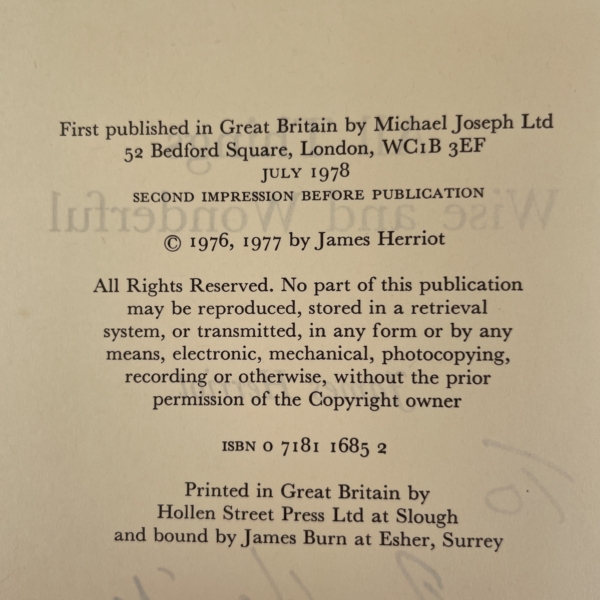 First published in Great Britain by Michael Joseph Ltd
52 Bedford Square, London, WC1B 3EF
JULY 1978
SECOND IMPRESSION BEFORE PUBLICATION
© 1976, 1977 by James Herriot
All Rights Reserved. No part of this publication
may be reproduced, stored in a retrieval
system, or transmitted, in any form or by any
means, electronic, mechanical, photocopying,
recording or otherwise, without the prior
permission of the Copyright owner
ISBN 0 7181 1685 2
Printed in Great Britain by
Hollen Street Press Ltd at Slough
and bound by James Burn at Esher, Surrey
Wise and Wonderful